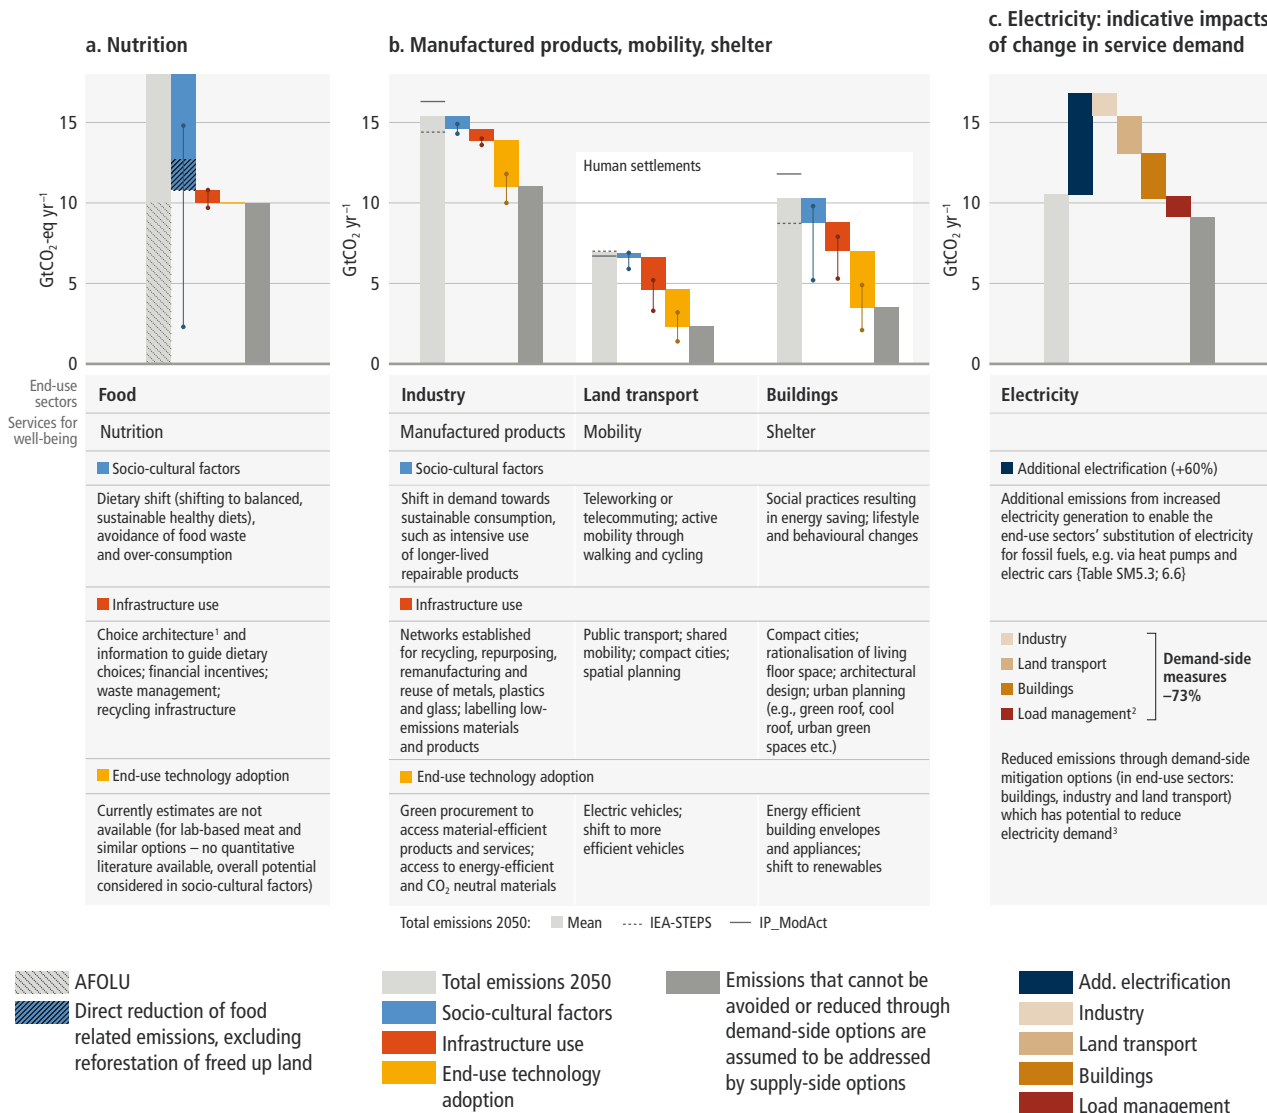 a. Nutrition
b. Manufactured products, mobility, shelter
c. Electricity: indicative impacts
of change in service demand
GtCO2-eq yr–1
15
10
5
0
GtCO2 yr–1
15
10
5
0
Human settlements
GtCO2 yr–1
15
10
5
0
End-use
sectors
Food
Industry
Land transport
Buildings
Electricity
Services for
well-being
Nutrition
Manufactured products
Mobility
Shelter
Socio-cultural factors
Socio-cultural factors
Additional electrification (+60%)
Dietary shift (shifting to balanced,
sustainable healthy diets),
avoidance of food waste
and over-consumption
Shift in demand towards
sustainable consumption,
such as intensive use
of longer-lived
repairable products
Teleworking or
telecommuting; active
mobility through
walking and cycling
Social practices resulting
in energy saving; lifestyle
and behavioural changes
Additional emissions from increased
electricity generation to enable the
end-use sectors’ substitution of electricity
for fossil fuels, e.g. via heat pumps and
electric cars {Table SM5.3; 6.6}
Infrastructure use
Infrastructure use
Choice architecture1 and
information to guide dietary
choices; financial incentives;
waste management;
recycling infrastructure
Networks established
for recycling, repurposing,
remanufacturing and
reuse of metals, plastics
and glass; labelling low-
emissions materials
and products
Public transport; shared
mobility; compact cities;
spatial planning
Compact cities;
rationalisation of living
floor space; architectural
design; urban planning
(e.g., green roof, cool
roof, urban green
spaces etc.)
Industry
Land transport
Buildings
Load management2
Demand-side
measures
–73%
End-use technology adoption
End-use technology adoption
Currently estimates are not
available (for lab-based meat and
similar options – no quantitative
literature available, overall potential
considered in socio-cultural factors)
Green procurement to
access material-efficient
products and services;
access to energy-efficient
and CO2 neutral materials
Electric vehicles;
shift to more
efficient vehicles
Energy efficient
building envelopes
and appliances;
shift to renewables
Reduced emissions through demand-side
mitigation options (in end-use sectors:
buildings, industry and land transport)
which has potential to reduce
electricity demand3
Total emissions 2050: Mean IEA-STEPS IP_ModAct
AFOLU
Direct reduction of food
related emissions, excluding
reforestation of freed up land
Total emissions 2050
Socio-cultural factors
Infrastructure use
End-use technology
adoption
Emissions that cannot be
avoided or reduced through
demand-side options are
assumed to be addressed
by supply-side options
Add. electrification
Industry
Land transport
Buildings
Load management